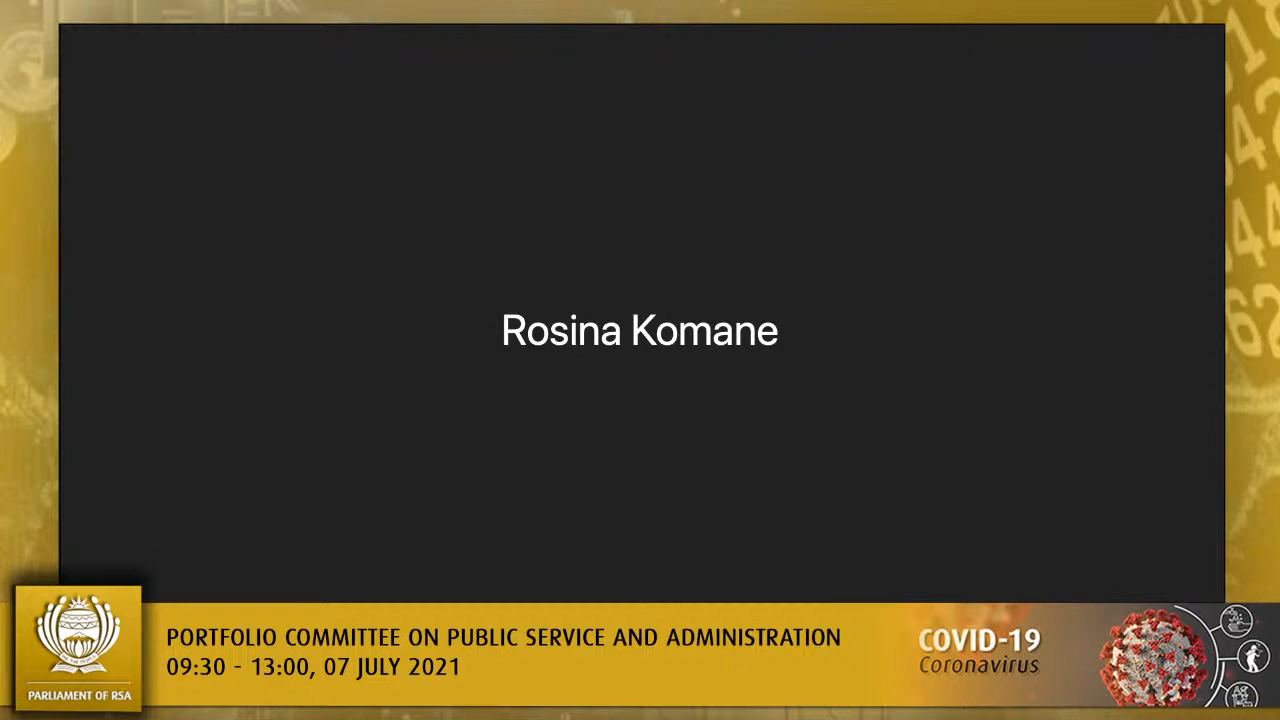 Rosina Komane
PORTFOLIO COMMITTEE ON PUBLIC SERVICE AND ADMINISTRATION
09:30 - 13:00, 07 JULY 2021
PARLIAMENT OF RSA
COVID-19
Coronavirus